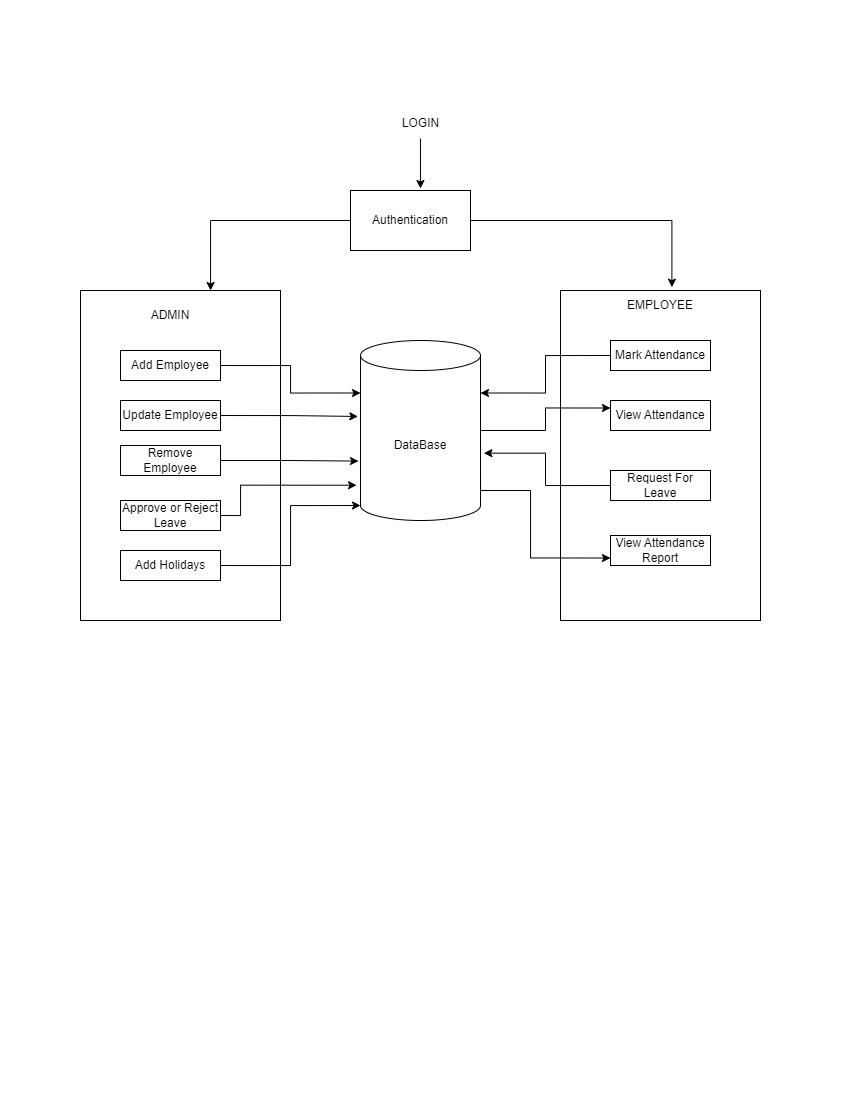 LOGIN
Authentication
ADMIN
Add Employee
Update Employee
Remove
Employee
Approve or Reject
Leave
Add Holidays
DataBase
EMPLOYEE
Mark Attendance
View Attendance
Request For
Leave
View Attendance
Report